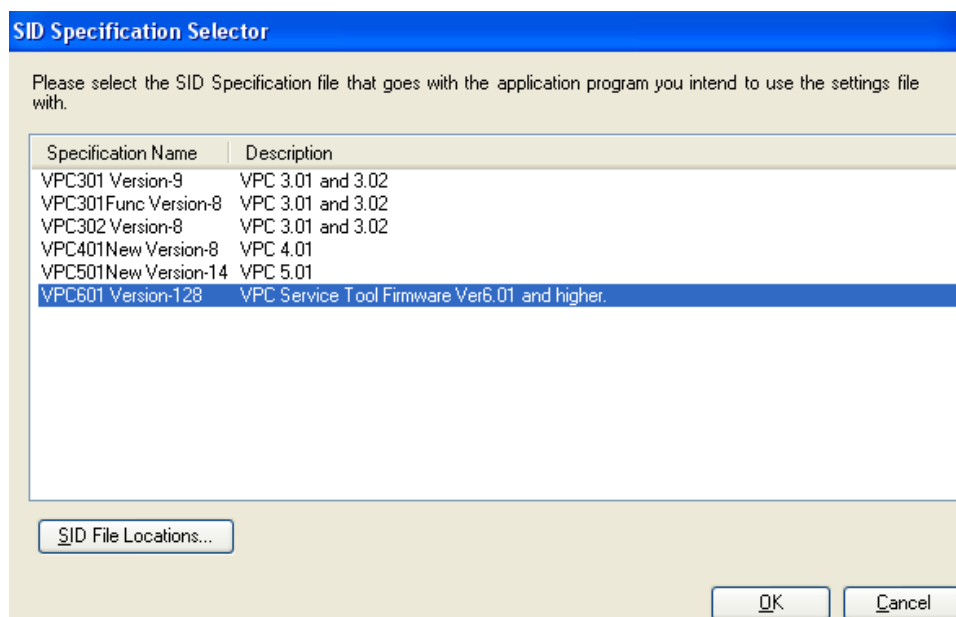 SID Specification Selector
Please select the SID Specification file that goes with the application program you intend to use the settings file
with.
Specification Name Description
VPC301 Version-9 VPC 3.01 and 3.02
VPC301Func Version-8 VPC 3.01 and 3.02
VPC302 Version-8 VPC 3.01 and 3.02
VPC401New Version-8 VPC 4.01
VPC501New Version-14 VPC 5.01
VPC601 Version-128 VPC Service Tool Firmware Ver6.01 and higher.
SID File Locations...
OK Cancel